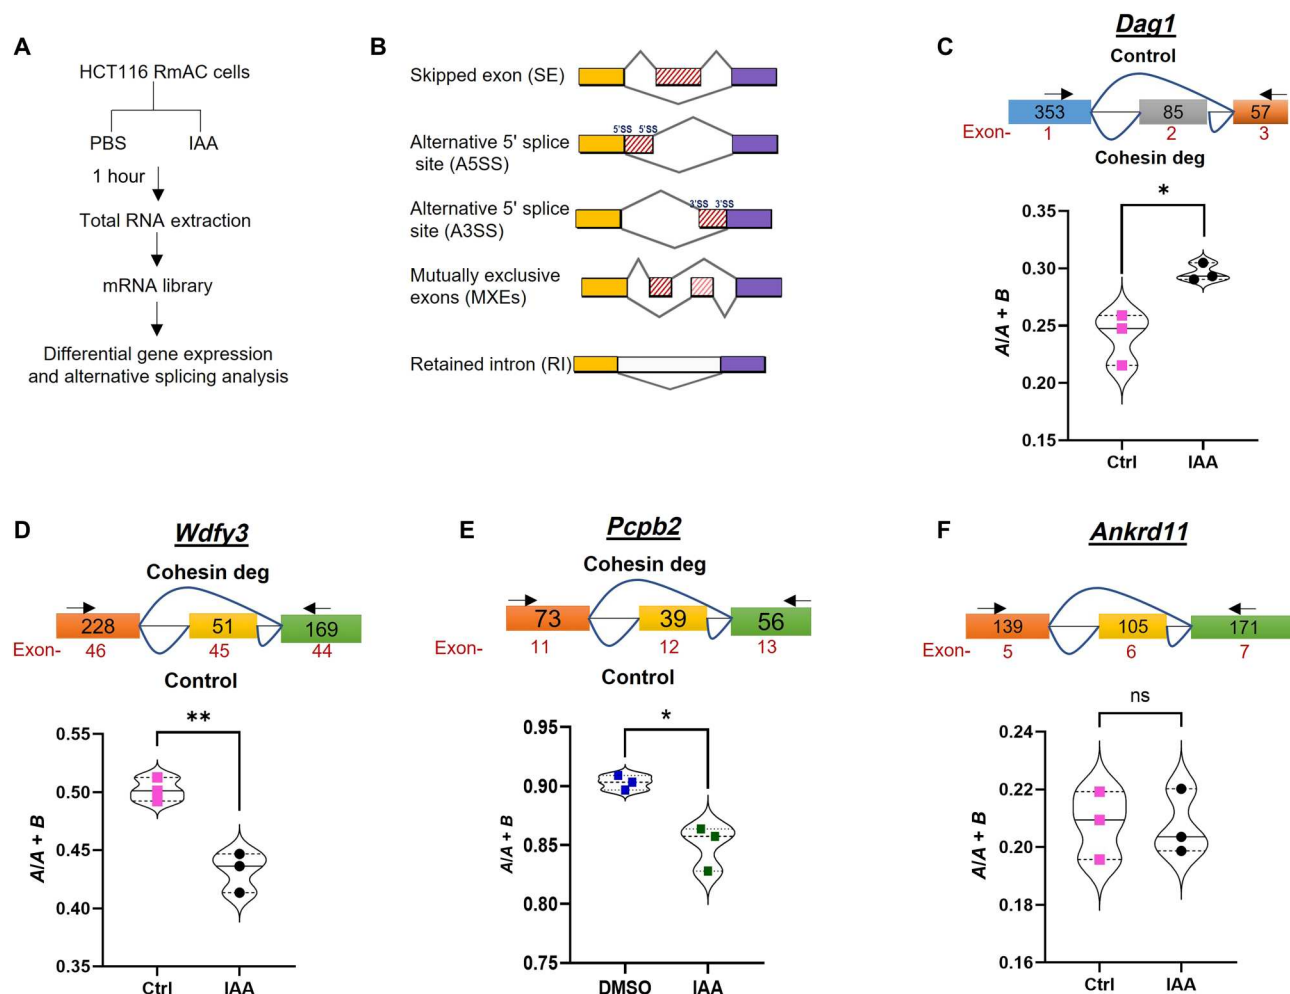 A
HCT116 RmAC cells
PBS
IAA
1 hour
Total RNA extraction
mRNA library
Differential gene expression
and alternative splicing analysis
B
Skipped exon (SE)
5'SS 5'SS
Alternative 5' splice
site (A5SS)
3'SS 3'SS
Alternative 5' splice
site (A3SS)
Mutually exclusive
exons (MXEs)
Retained intron (RI)
C
Dag1
Control
353 85 57
Exon- 1 2 3
Cohesin deg
*
0.35
0.30
0.25
0.20
0.15
A/A + B
Ctrl IAA
D
Wdfy3
Cohesin deg
228 51 169
Exon- 46 45 44
Control
**
0.55
0.50
0.45
0.40
0.35
A/A + B
Ctrl IAA
E
Pcpb2
Cohesin deg
73 39 56
Exon- 11 12 13
Control
*
0.95
0.90
0.85
0.80
0.75
A/A + B
DMSO IAA
F
Ankrd11
139 105 171
Exon- 5 6 7
ns
0.24
0.22
0.20
0.18
0.16
A/A + B
Ctrl IAA